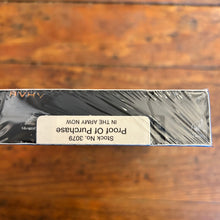 Stock No. 3079
Proof Of Purchase
IN THE ARMY NOW